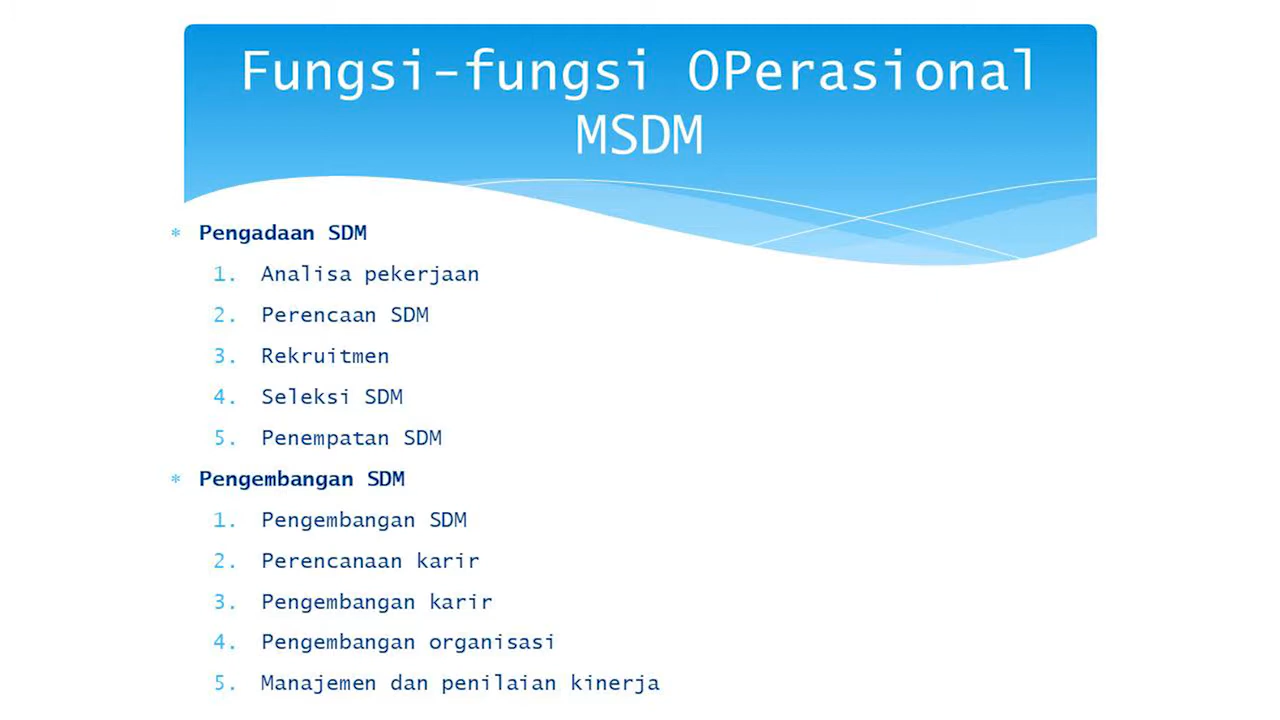 Fungsi-fungsi OPerasional
MSDM
* Pengadaan SDM
1. Analisa pekerjaan
2. Perencaan SDM
3. Rekruitmen
4. Seleksi SDM
5. Penempatan SDM
* Pengembangan SDM
1. Pengembangan SDM
2. Perencanaan karir
3. Pengembangan karir
4. Pengembangan organisasi
5. Manajemen dan penilaian kinerja